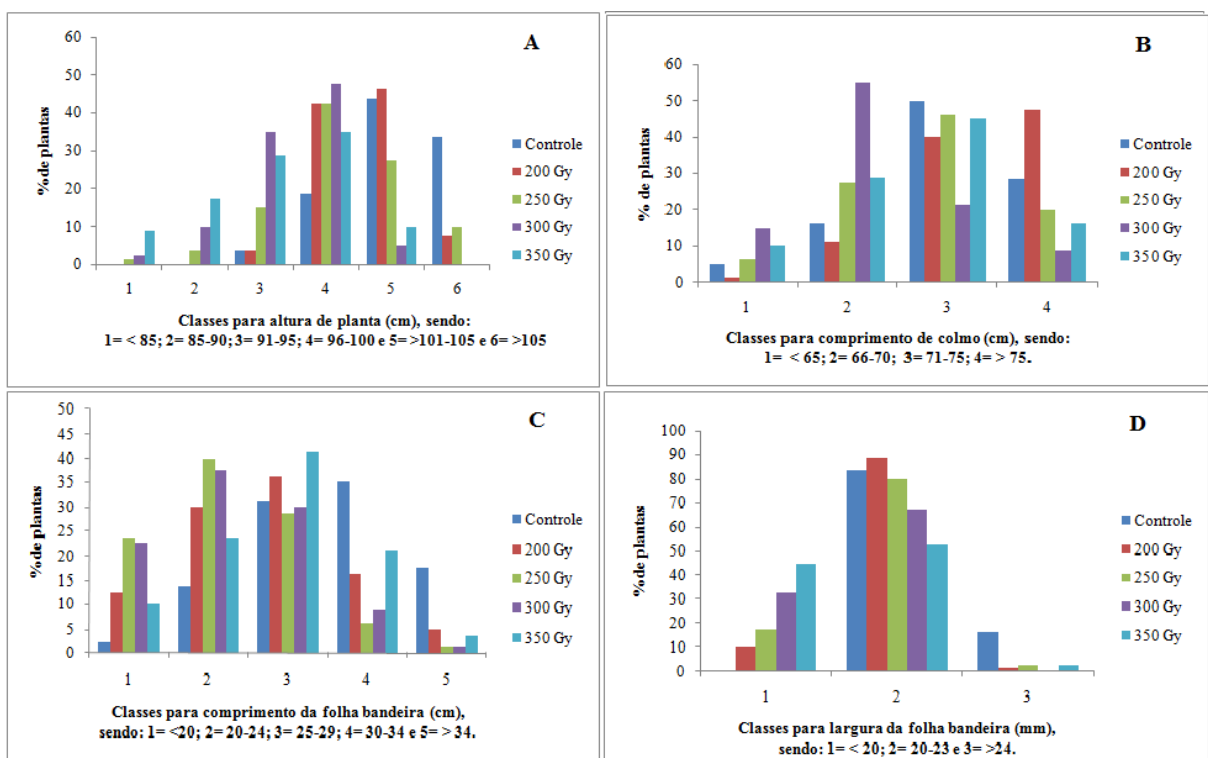 A
60
50
40
30
20
10
0
% de plantas
1 2 3 4 5 6
Controle
200 Gy
250 Gy
300 Gy
350 Gy
Classes para altura de planta (cm), sendo:
1= < 85; 2= 85-90; 3= 91-95; 4= 96-100 e 5= >101-105 e 6= >105
B
60
50
40
30
20
10
0
% de plantas
1 2 3 4
Controle
200 Gy
250 Gy
300 Gy
350 Gy
Classes para comprimento de colmo (cm), sendo:
1= < 65; 2= 66-70; 3= 71-75; 4= > 75.
C
50
45
40
35
30
25
20
15
10
5
0
% de plantas
1 2 3 4 5
Controle
200 Gy
250 Gy
300 Gy
350 Gy
Classes para comprimento da folha bandeira (cm),
sendo: 1= <20; 2= 20-24; 3= 25-29; 4= 30-34 e 5= > 34.
D
100
90
80
70
60
50
40
30
20
10
0
% de plantas
1 2 3
Controle
200 Gy
250 Gy
300 Gy
350 Gy
Classes para largura da folha bandeira (mm),
sendo: 1= < 20; 2= 20-23 e 3= >24.